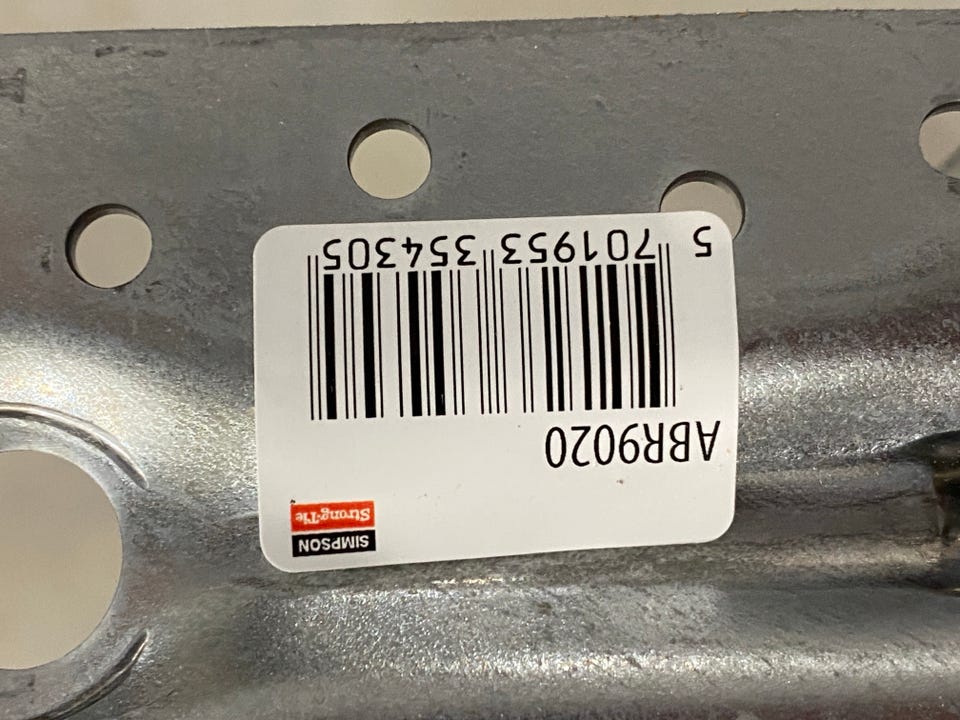 SIMPSON
Strong-Tie
ABR9020
5 701953 354305